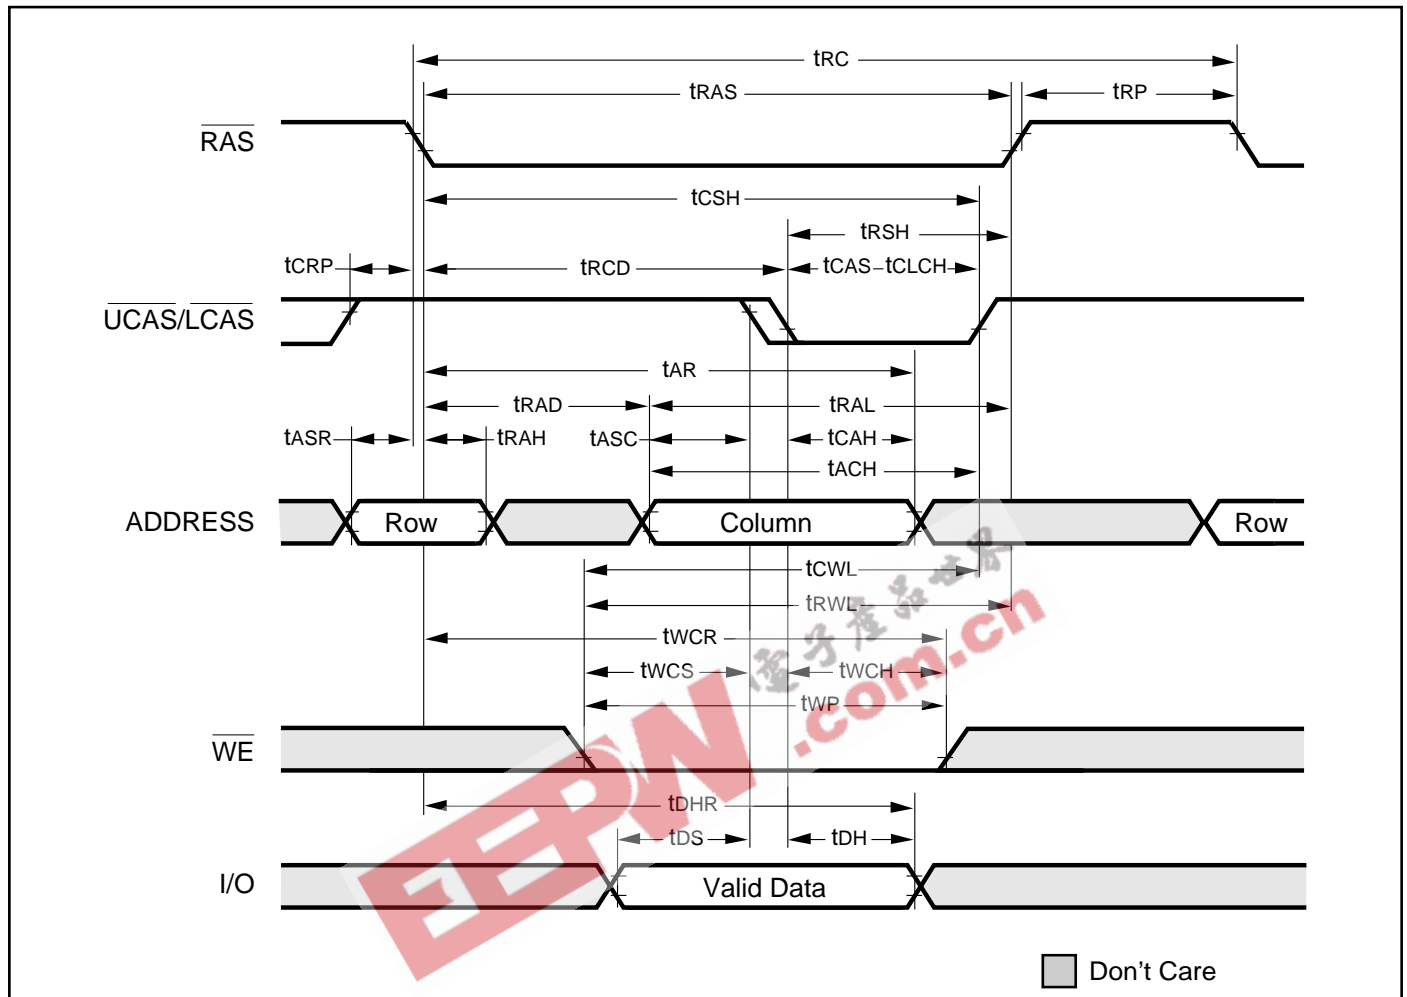 tRC
tRAS
tRP
RAS
tCSH
tRSH
tCRP
tRCD
tCAS
tCLCH
UCAS/LCAS
tAR
tRAD
tRAL
tASR
tRAH
tASC
tCAH
tACH
ADDRESS
Row
Column
Row
tCWL
tRWL
tWCR
tWCS
tWCH
tWP
WE
EEPW
電子產品世界
.com.cn
tDHR
tDS
tDH
I/O
Valid Data
Don't Care